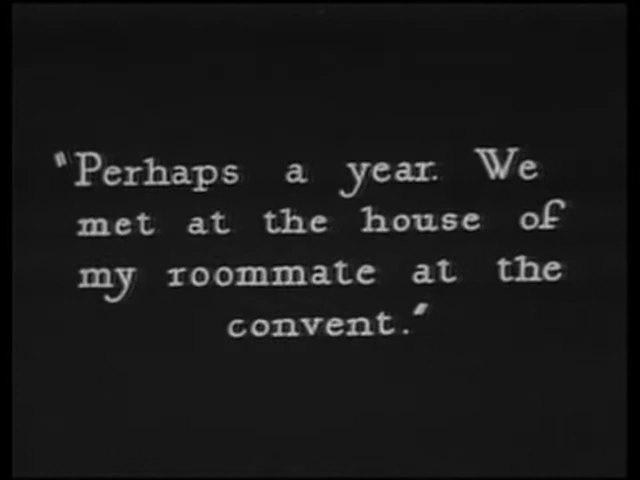 "Perhaps a year. We
met at the house of
my roommate at the
convent."